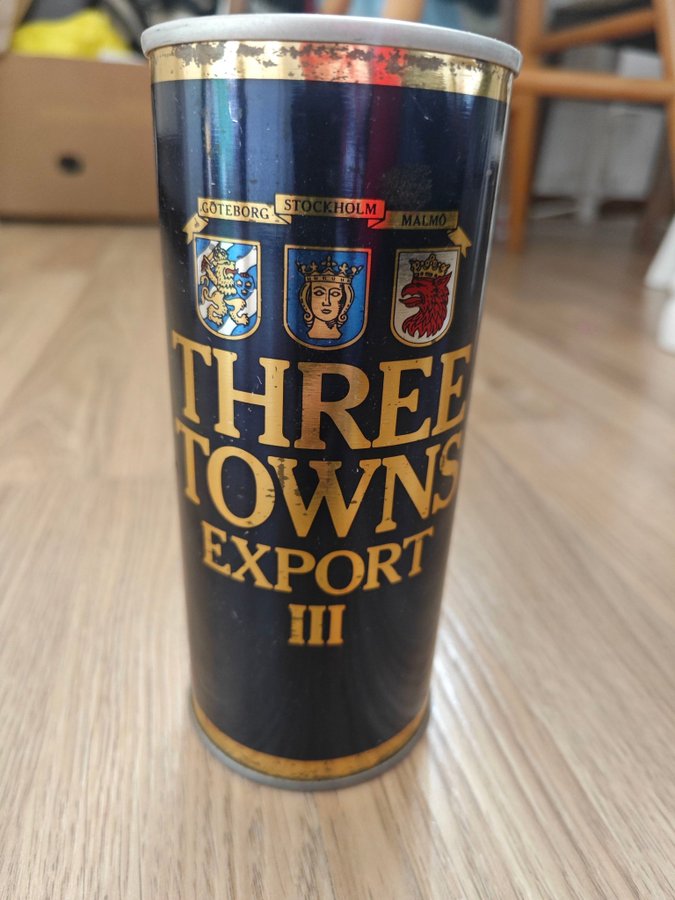 GÖTEBORG STOCKHOLM MALMÖ
THREE
TOWNS
EXPORT
III